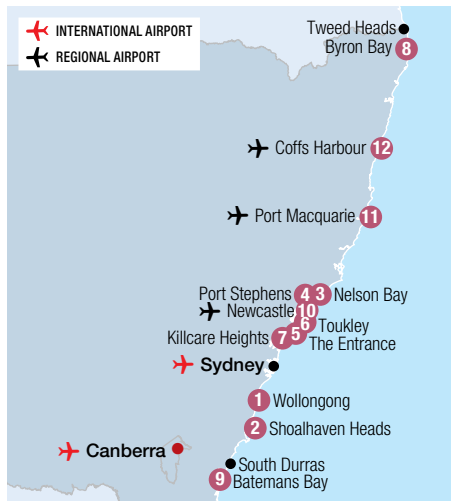 INTERNATIONAL AIRPORT
REGIONAL AIRPORT
Tweed Heads
Byron Bay
8
Coffs Harbour 12
Port Macquarie 11
Port Stephens 4 3 Nelson Bay
Newcastle 10
6 Toukley
Killcare Heights 7 5 The Entrance
Sydney
1 Wollongong
2 Shoalhaven Heads
Canberra
South Durras
9 Batemans Bay